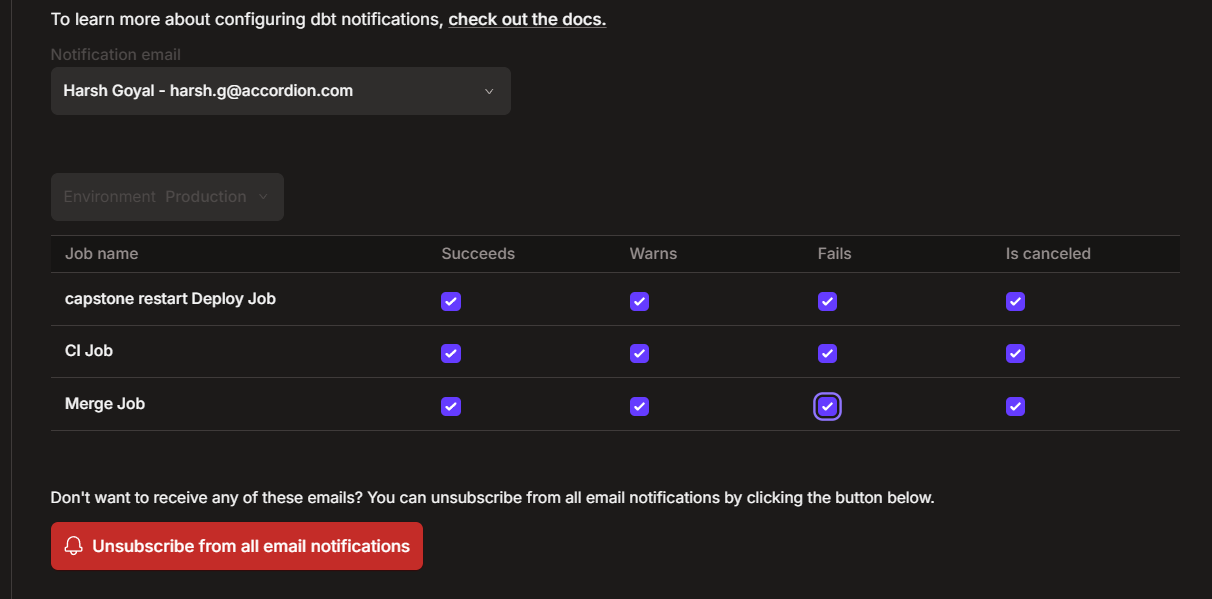 To learn more about configuring dbt notifications, check out the docs.
Notification email
Harsh Goyal - harsh.g@accordion.com
Environment Production
Job name Succeeds Warns Fails Is canceled
capstone restart Deploy Job
CI Job
Merge Job
Don't want to receive any of these emails? You can unsubscribe from all email notifications by clicking the button below.
Unsubscribe from all email notifications